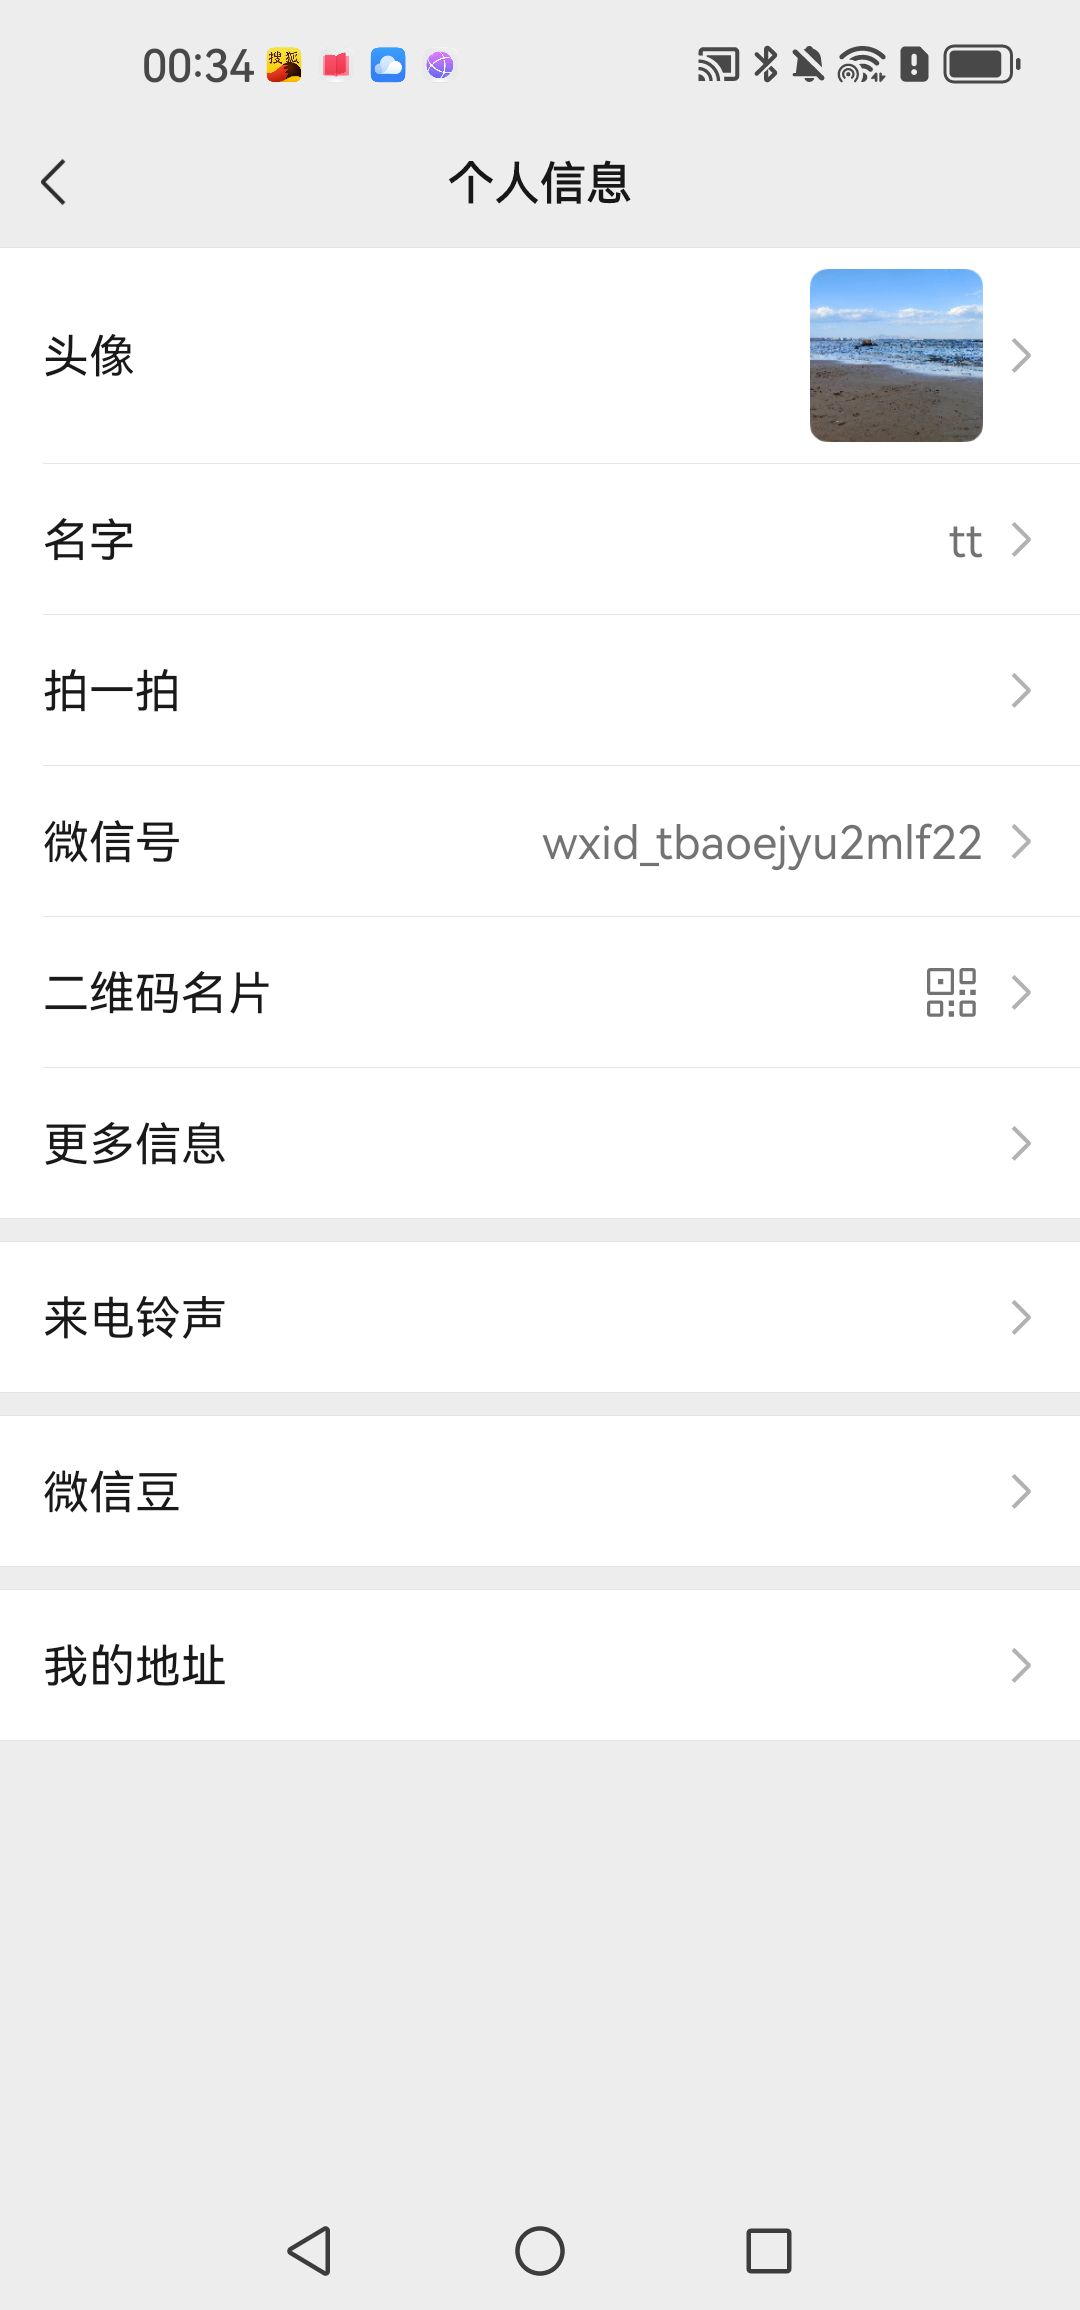 00:34 搜狐
个人信息
头像
名字 tt
拍一拍
微信号 wxid_tbaoejyu2mlf22
二维码名片
更多信息
来电铃声
微信豆
我的地址